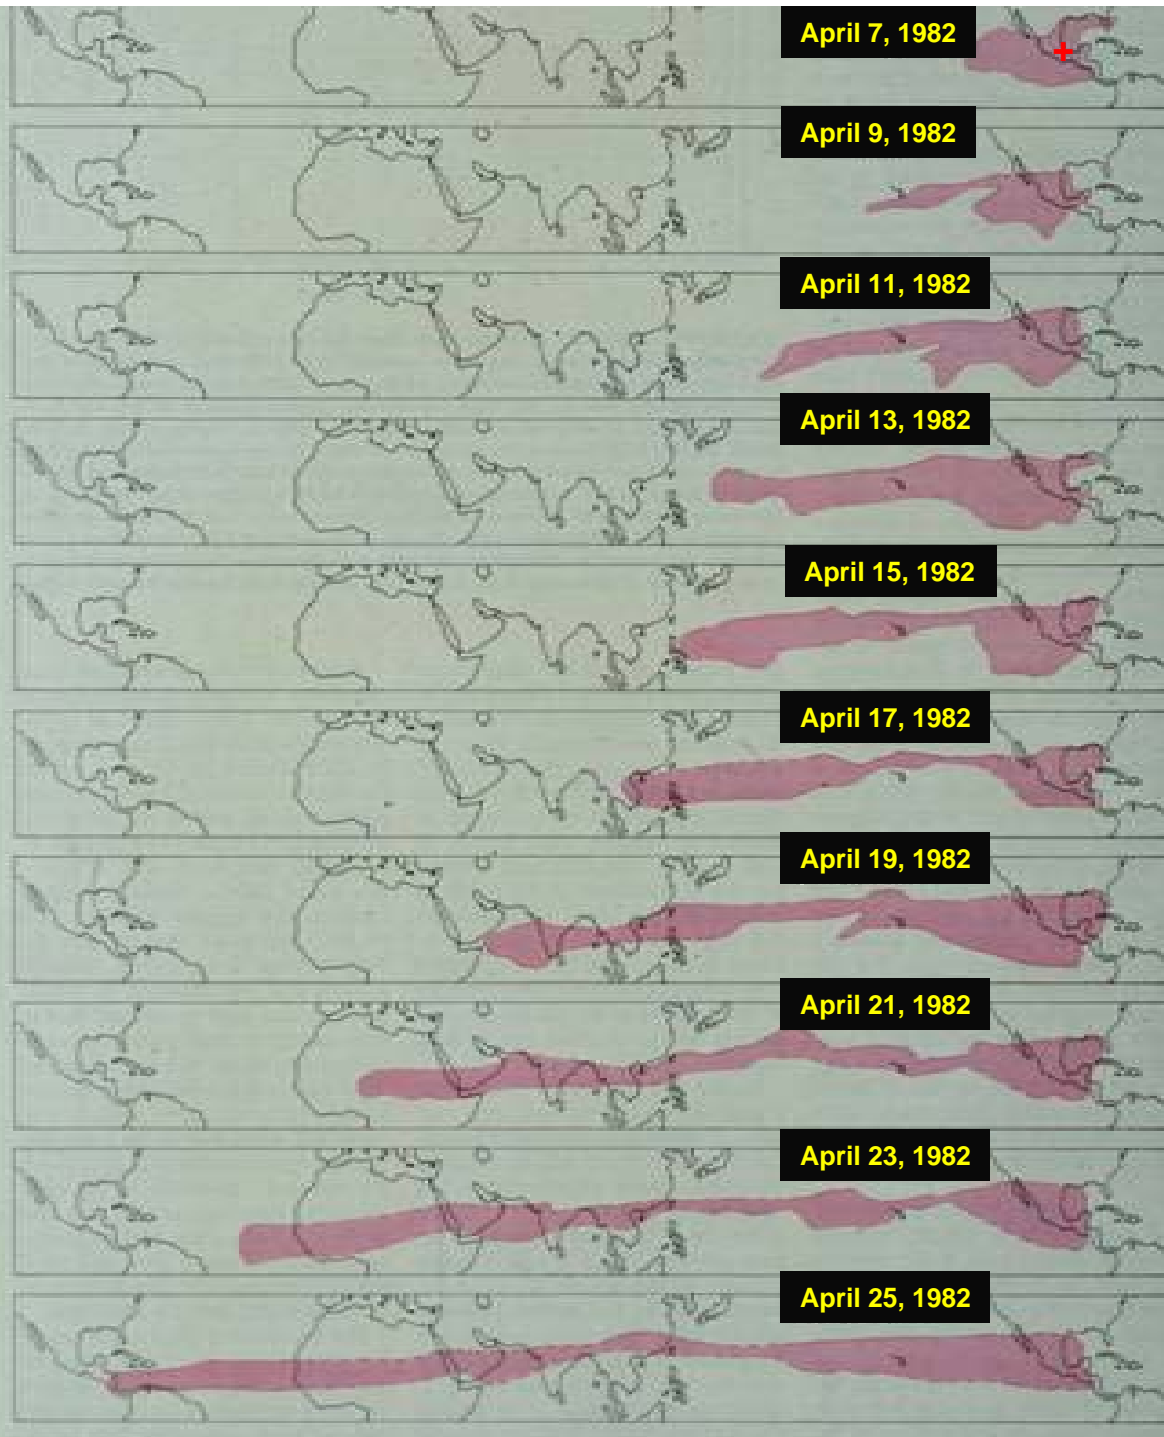 April 7, 1982
April 9, 1982
April 11, 1982
April 13, 1982
April 15, 1982
April 17, 1982
April 19, 1982
April 21, 1982
April 23, 1982
April 25, 1982